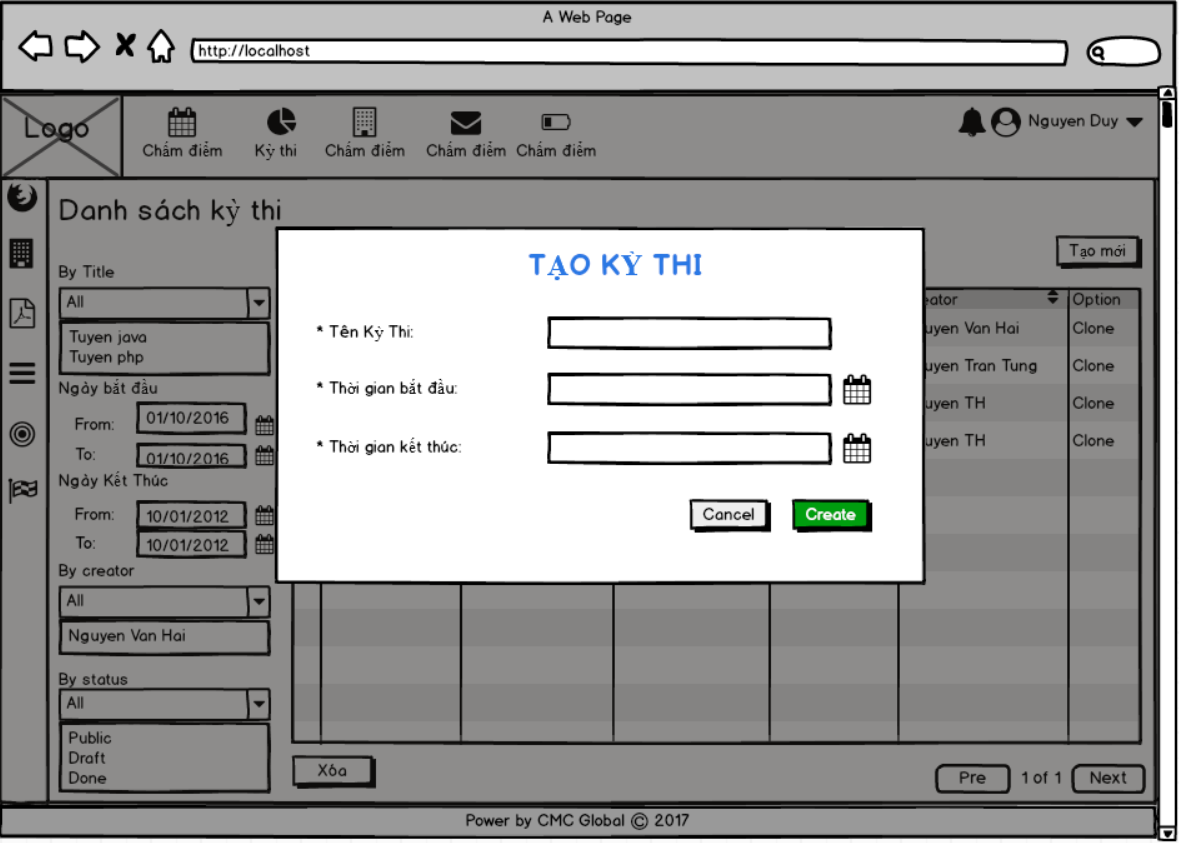 A Web Page
http://localhost
Logo
Chấm điểm
Kỳ thi
Chấm điểm
Chấm điểm
Chấm điểm
Nguyen Duy
Danh sách kỳ thi
Tạo mới
By Title
All
Tuyen java
Tuyen php
Ngày bắt đầu
From: 01/10/2016
To: 01/10/2016
Ngày Kết Thúc
From: 10/01/2012
To: 10/01/2012
By creator
All
Nguyen Van Hai
By status
All
Public
Draft
Done
TẠO KỲ THI
* Tên Kỳ Thi:
* Thời gian bắt đầu:
* Thời gian kết thúc:
Cancel
Create
Option
Van Hai Clone
Tran Tung Clone
TH Clone
TH Clone
Xóa
Pre
1 of 1
Next
Power by CMC Global © 2017